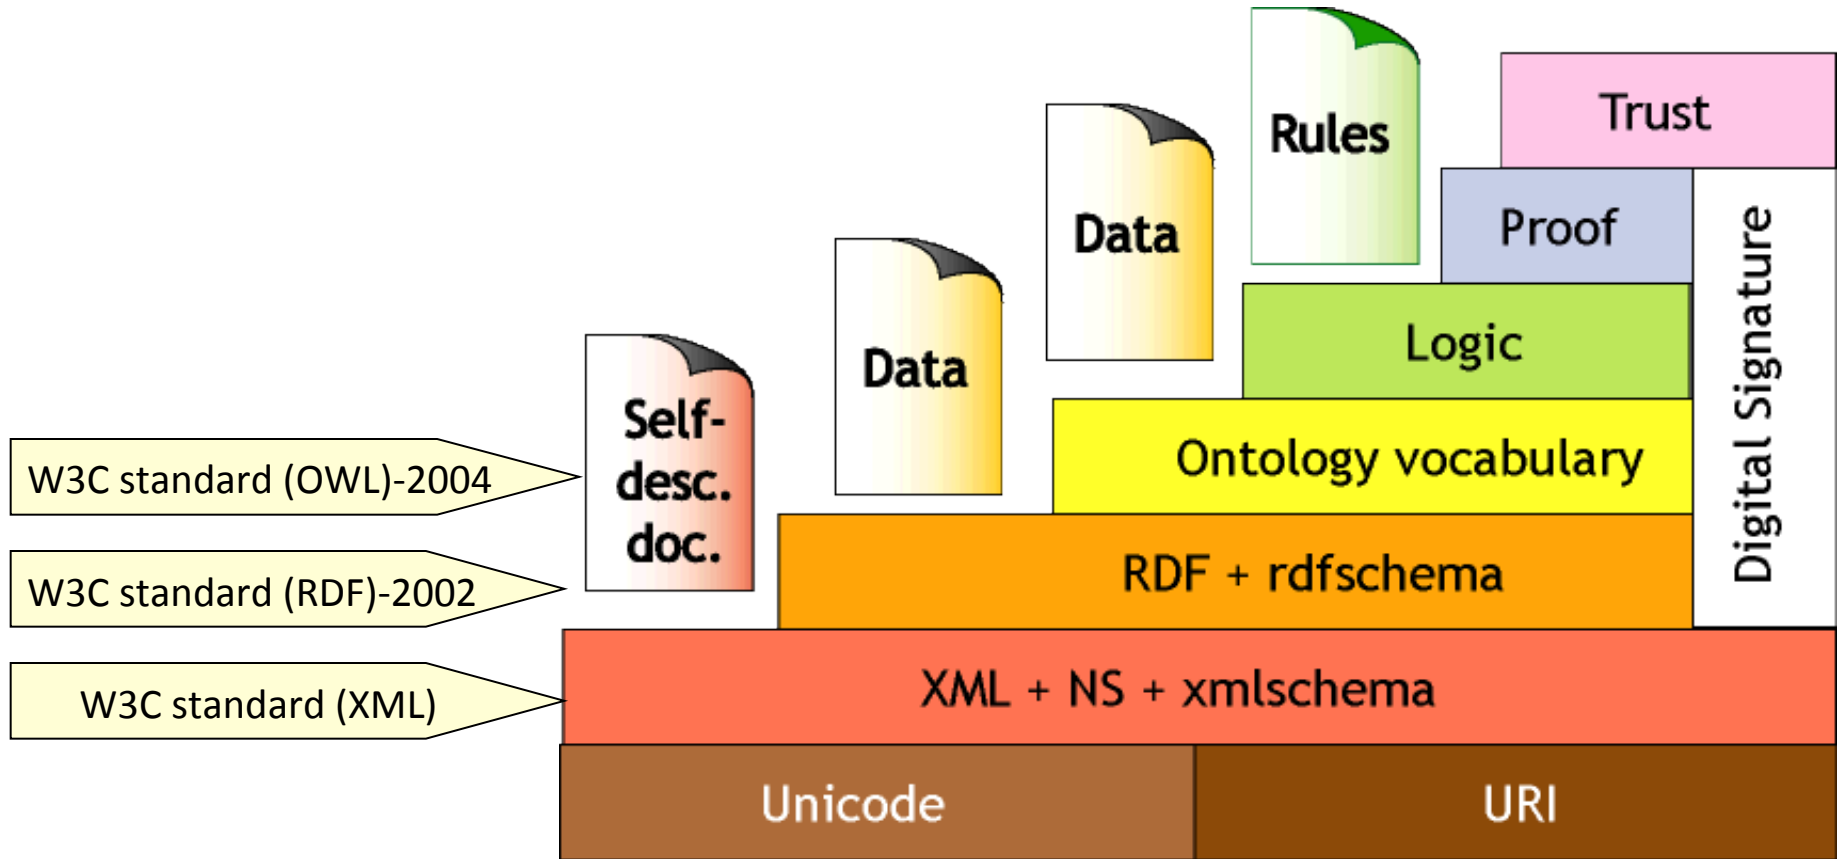 Rules
Trust
Data
Proof
Data
Logic
Self-
desc.
doc.
Digital Signature
W3C standard (OWL)-2004
Ontology vocabulary
W3C standard (RDF)-2002
RDF + rdfschema
W3C standard (XML)
XML + NS + xmlschema
Unicode
URI